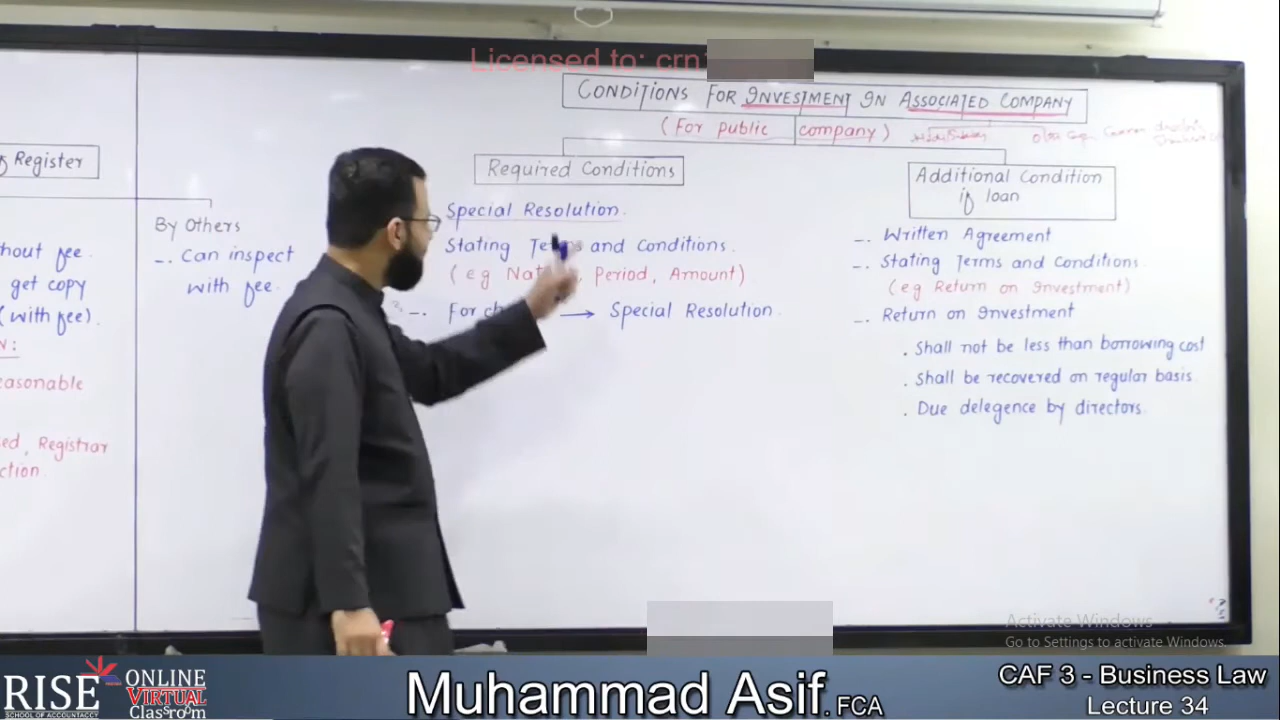 Licensed to: crn
CONDITIONS FOR INVESTMENT IN ASSOCIATED COMPANY
(For public company)
f Register
By Others
-. Can inspect
with fee.
hout fee.
get copy
(with fee).
N:
easonable
ed, Registrar
ction.
Required Conditions
Special Resolution.
Stating and Conditions.
(eg Period, Amount)
-. For → Special Resolution.
Additional Condition
if loan
-. Written Agreement
-. Stating Terms and Conditions.
(eg Return on Investment)
-. Return on Investment
. Shall not be less than borrowing cost
. Shall be recovered on regular basis.
. Due delegence by directors.
Activate Windows
Go to Settings to activate Windows.
RISE
SCHOOL OF ACCOUNTANCY
ONLINE
VIRTUAL
Classroom
Muhammad Asif. FCA
CAF 3 - Business Law
Lecture 34